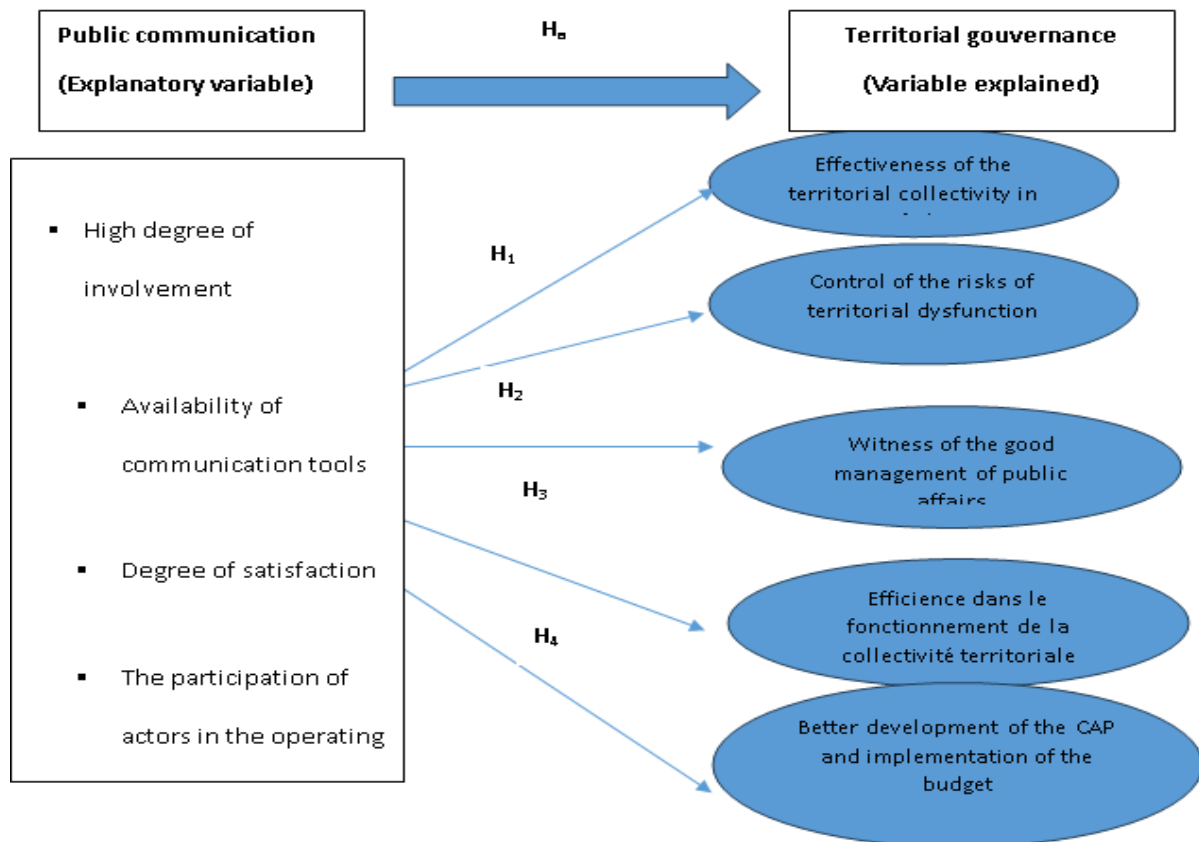 Public communication
(Explanatory variable)
Hₐ
Territorial gouvernance
(Variable explained)
▪ High degree of
involvement
▪ Availability of
communication tools
▪ Degree of satisfaction
▪ The participation of
actors in the operating
H₁
H₂
H₃
H₄
Effectiveness of the
territorial collectivity in
Control of the risks of
territorial dysfunction
Witness of the good
management of public
affairs
Efficience dans le
fonctionnement de la
collectivité territoriale
Better development of the CAP
and implementation of the
budget